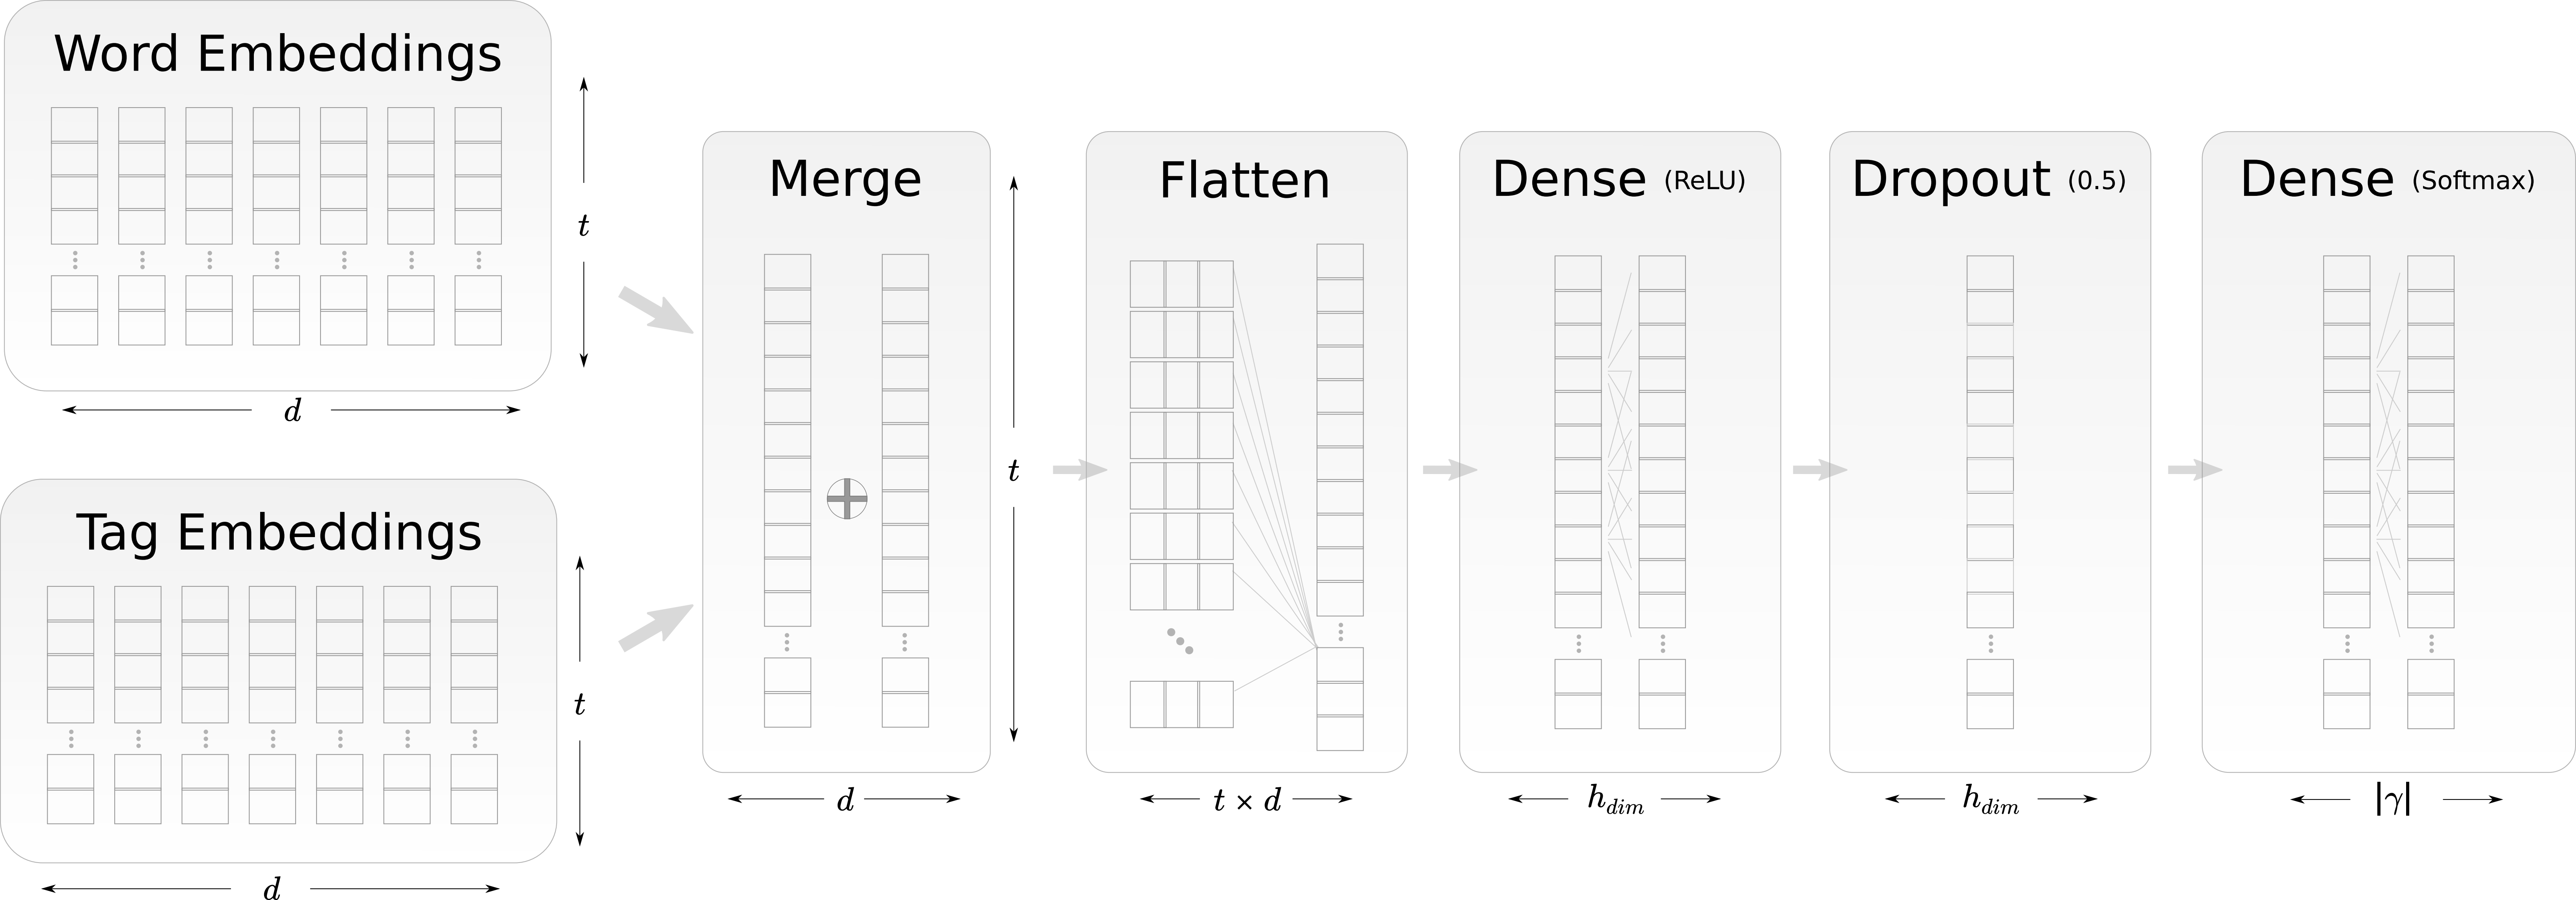 Word Embeddings
t
d
Tag Embeddings
t
d
Merge
t
d
Flatten
t × d
Dense (ReLU)
h_dim
Dropout (0.5)
h_dim
Dense (Softmax)
|γ|